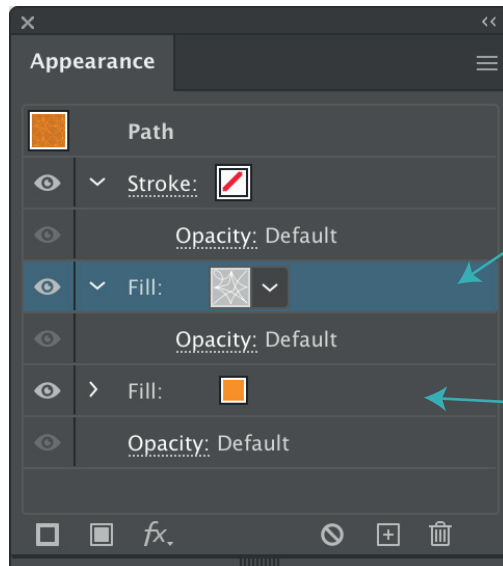 Appearance
Path
Stroke:
Opacity: Default
Fill:
Opacity: Default
Fill:
Opacity: Default
fx.